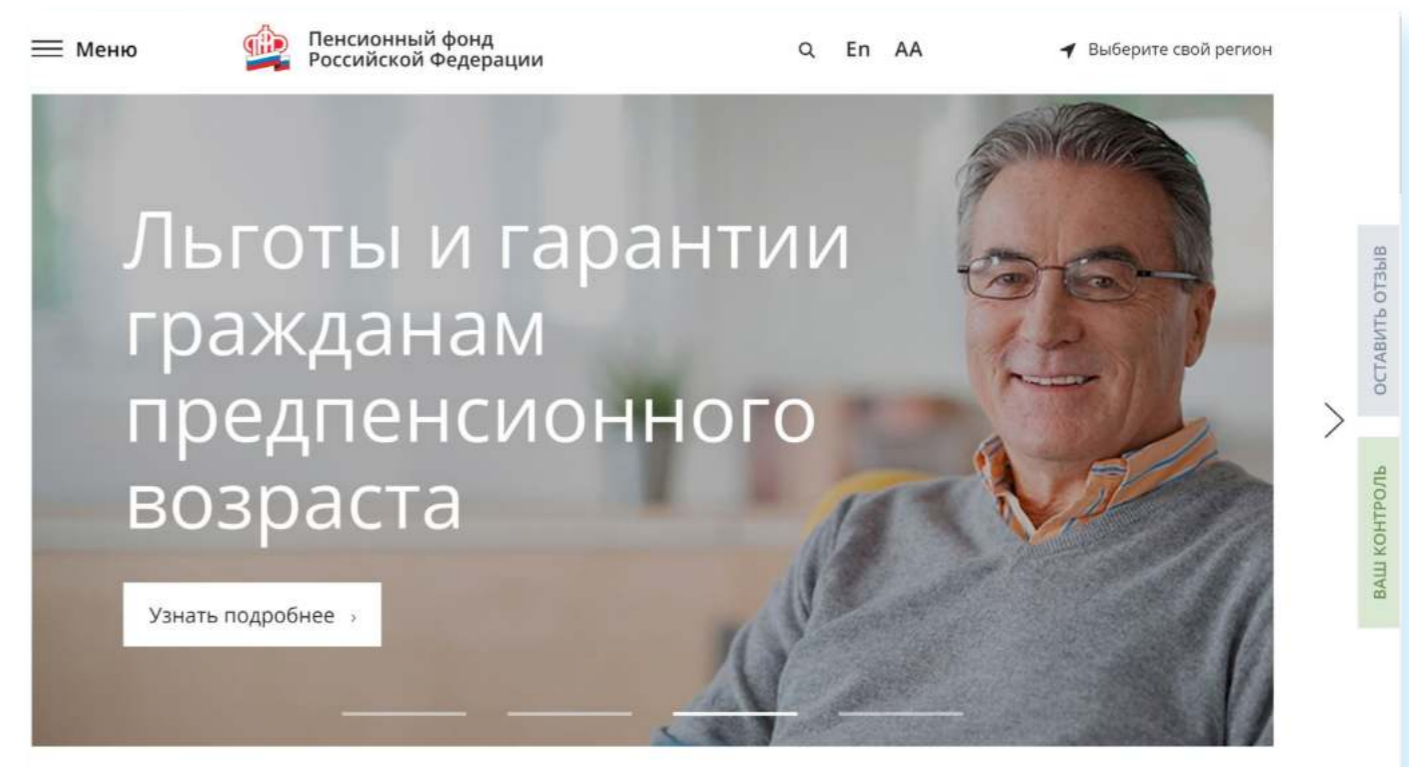 Меню
Пенсионный фонд
Российской Федерации
En AA
Выберите свой регион
Льготы и гарантии
гражданам
предпенсионного
возраста
Узнать подробнее ›
ОСТАВИТЬ ОТЗЫВ
ВАШ КОНТРОЛЬ